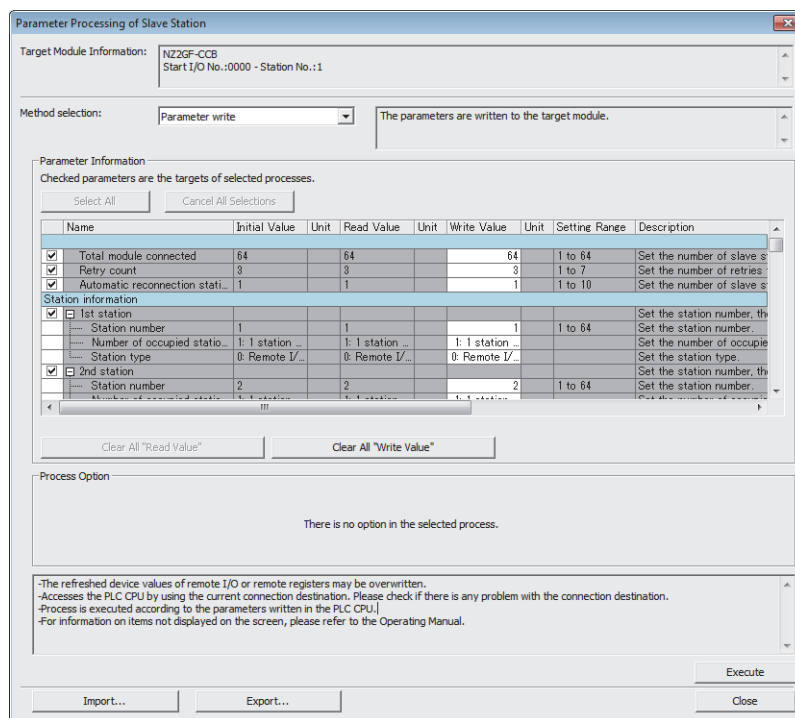 Parameter Processing of Slave Station
Target Module Information:
NZ2GF-CCB
Start I/O No.:0000 - Station No.:1
Method selection:
Parameter write
The parameters are written to the target module.
Parameter Information
Checked parameters are the targets of selected processes.
Select All
Cancel All Selections
Name Initial Value Unit Read Value Unit Write Value Unit Setting Range Description
Total module connected 64 64 64 1 to 64 Set the number of slave s
Retry count 3 3 3 1 to 7 Set the number of retries
Automatic reconnection stati... 1 1 1 1 to 10 Set the number of slave s
Station information
1st station Set the station number, th
Station number 1 1 1 1 to 64 Set the station number.
Number of occupied statio... 1: 1 station ... 1: 1 station ... 1: 1 station ... Set the number of occupie
Station type 0: Remote I/... 0: Remote I/... 0: Remote I/... Set the station type.
2nd station Set the station number, th
Station number 2 2 2 1 to 64 Set the station number.
Clear All "Read Value"
Clear All "Write Value"
Process Option
There is no option in the selected process.
-The refreshed device values of remote I/O or remote registers may be overwritten.
-Accesses the PLC CPU by using the current connection destination. Please check if there is any problem with the connection destination.
-Process is executed according to the parameters written in the PLC CPU.
-For information on items not displayed on the screen, please refer to the Operating Manual.
Execute
Import...
Export...
Close